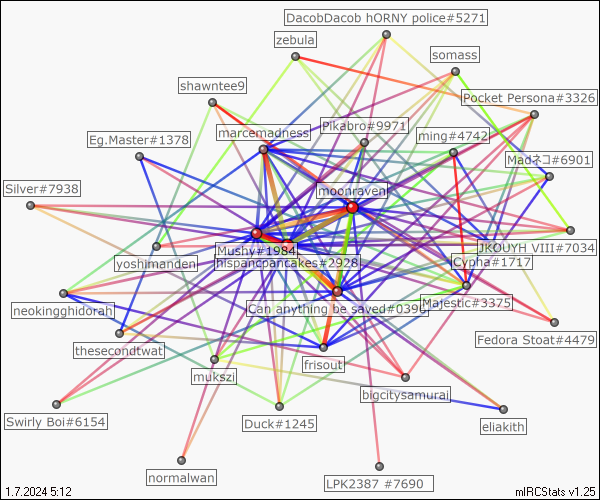 DacobDacob hORNY police#5271
zebula
somass
shawntee9
Pocket Persona#3326
Pikabro#9971
marcemadness
ming#4742
Eg.Master#1378
Madネコ#6901
Silver#7938
moonraven
JKOUYH VIII#7034
Mushy#1984
hispanicpancakes#2928
Cypha#1717
yoshimanden
Majestic#3375
neokingghidorah
Can anything be saved#0396
Fedora Stoat#4479
thesecondtwat
frisout
mukszi
bigcitysamurai
Swirly Boi#6154
Duck#1245
eliakith
normalwan
LPK2387 #7690
1.7.2024 5:12
mIRCStats v1.25